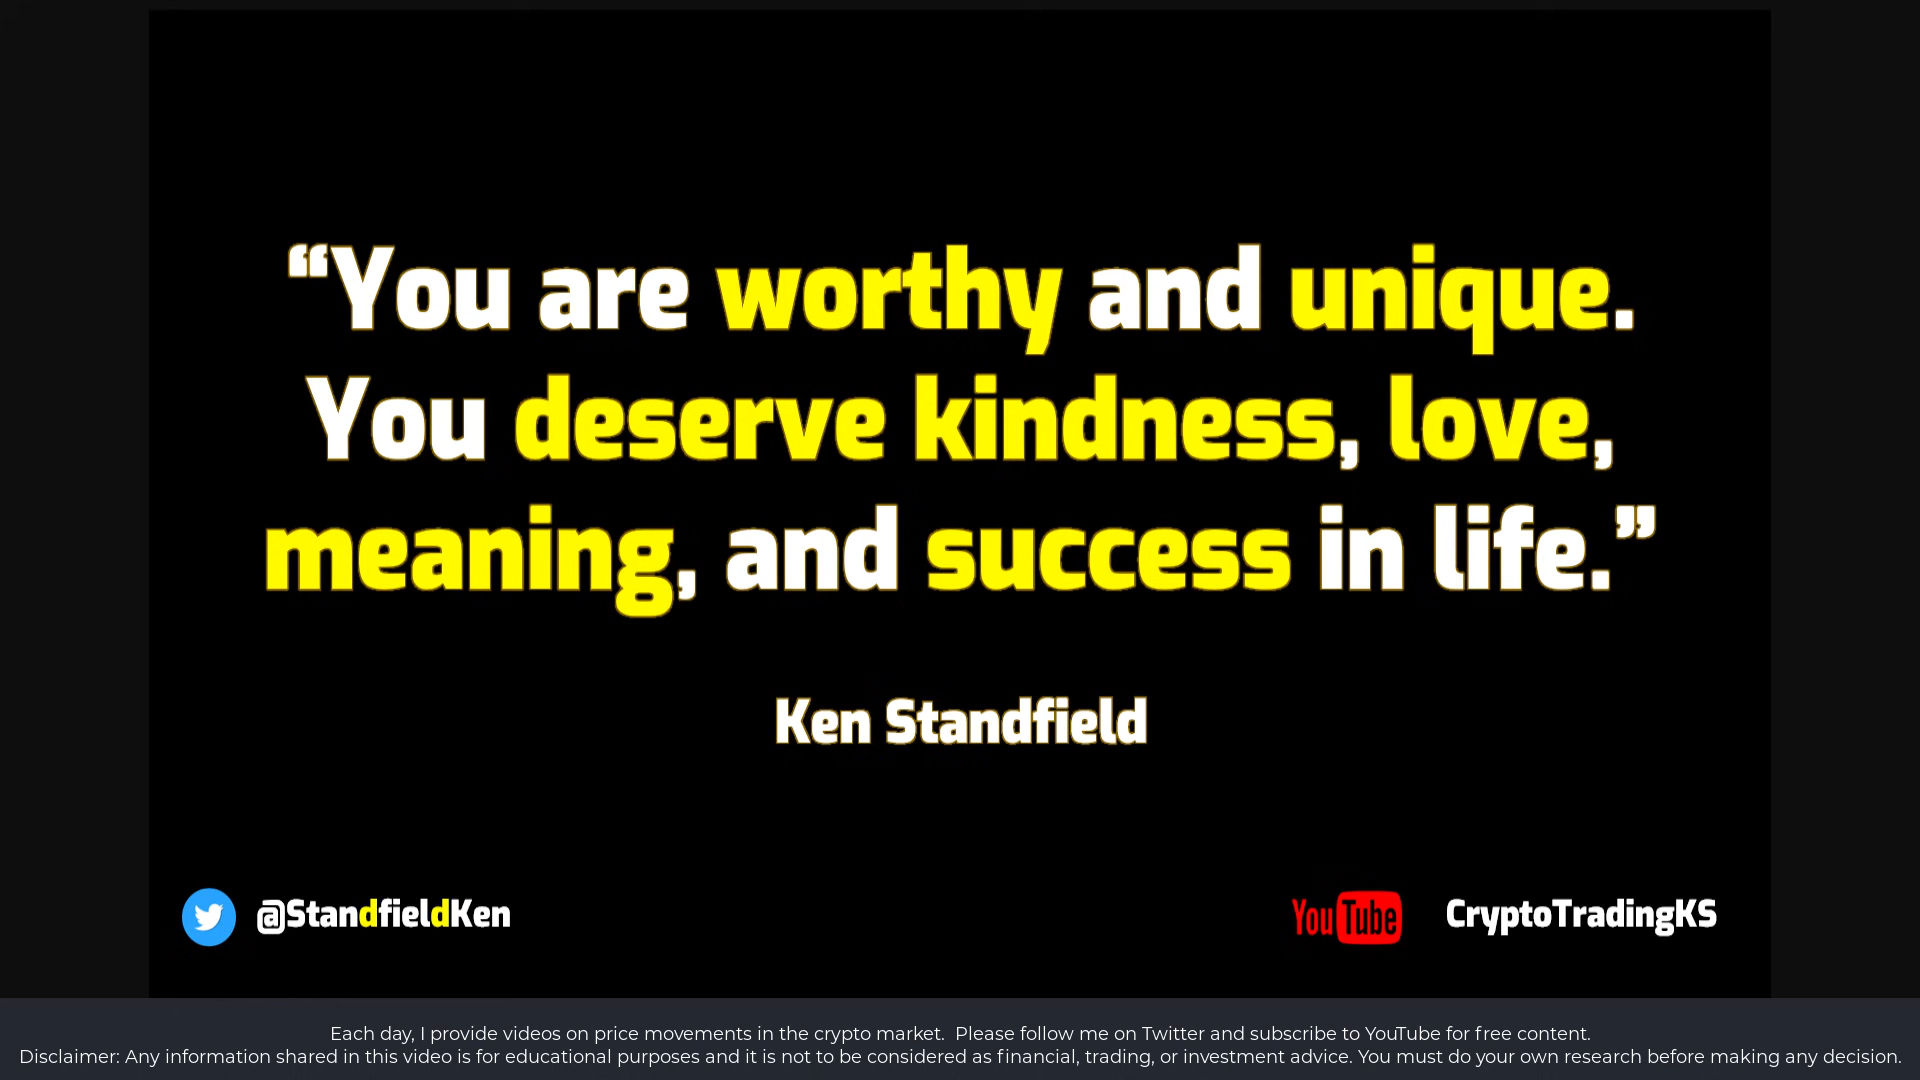 “You are worthy and unique.
You deserve kindness, love,
meaning, and success in life.”
Ken Standfield
@StandfieldKen
YouTube CryptoTradingKS
Each day, I provide videos on price movements in the crypto market.  Please follow me on Twitter and subscribe to YouTube for free content.
Disclaimer: Any information shared in this video is for educational purposes and it is not to be considered as financial, trading, or investment advice. You must do your own research before making any decision.